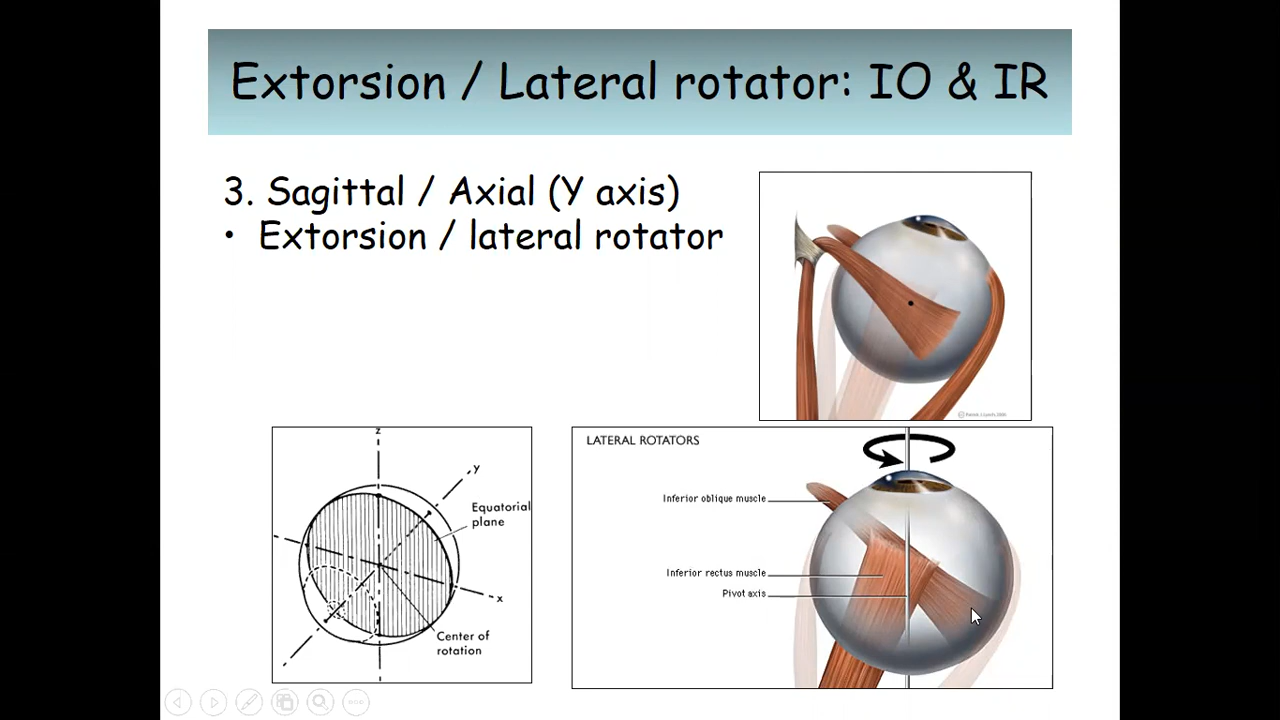 Extorsion / Lateral rotator: IO & IR
3. Sagittal / Axial (Y axis)
• Extorsion / lateral rotator
z
y
Equatorial
plane
x
Center of
rotation
LATERAL ROTATORS
Inferior oblique muscle
Inferior rectus muscle
Pivot axis